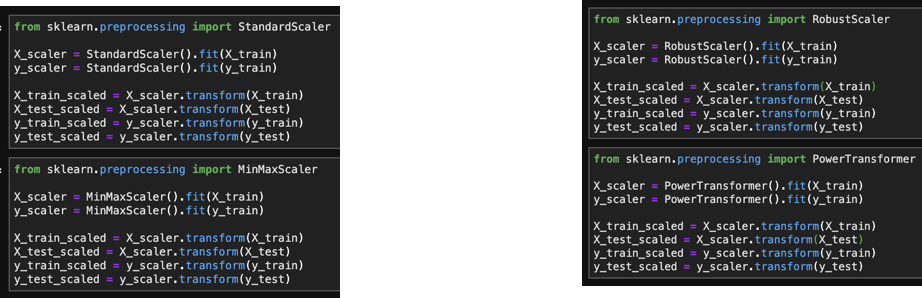 from sklearn.preprocessing import StandardScaler
X_scaler = StandardScaler().fit(X_train)
y_scaler = StandardScaler().fit(y_train)
X_train_scaled = X_scaler.transform(X_train)
X_test_scaled = X_scaler.transform(X_test)
y_train_scaled = y_scaler.transform(y_train)
y_test_scaled = y_scaler.transform(y_test)
from sklearn.preprocessing import MinMaxScaler
X_scaler = MinMaxScaler().fit(X_train)
y_scaler = MinMaxScaler().fit(y_train)
X_train_scaled = X_scaler.transform(X_train)
X_test_scaled = X_scaler.transform(X_test)
y_train_scaled = y_scaler.transform(y_train)
y_test_scaled = y_scaler.transform(y_test)
from sklearn.preprocessing import RobustScaler
X_scaler = RobustScaler().fit(X_train)
y_scaler = RobustScaler().fit(y_train)
X_train_scaled = X_scaler.transform(X_train)
X_test_scaled = X_scaler.transform(X_test)
y_train_scaled = y_scaler.transform(y_train)
y_test_scaled = y_scaler.transform(y_test)
from sklearn.preprocessing import PowerTransformer
X_scaler = PowerTransformer().fit(X_train)
y_scaler = PowerTransformer().fit(y_train)
X_train_scaled = X_scaler.transform(X_train)
X_test_scaled = X_scaler.transform(X_test)
y_train_scaled = y_scaler.transform(y_train)
y_test_scaled = y_scaler.transform(y_test)